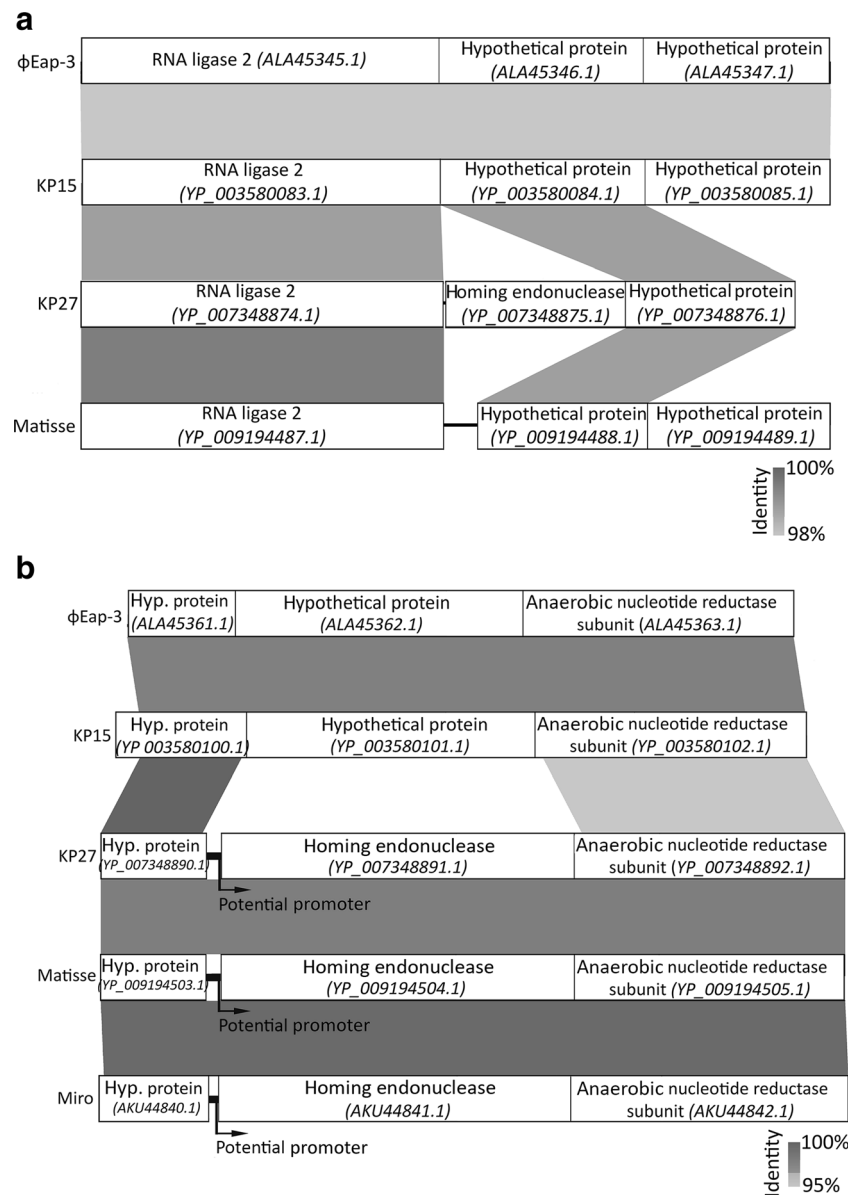 a
φEap-3
RNA ligase 2 (ALA45345.1)
Hypothetical protein
(ALA45346.1)
Hypothetical protein
(ALA45347.1)
KP15
RNA ligase 2
(YP_003580083.1)
Hypothetical protein
(YP_003580084.1)
Hypothetical protein
(YP_003580085.1)
KP27
RNA ligase 2
(YP_007348874.1)
Homing endonuclease
(YP_007348875.1)
Hypothetical protein
(YP_007348876.1)
Matisse
RNA ligase 2
(YP_009194487.1)
Hypothetical protein
(YP_009194488.1)
Hypothetical protein
(YP_009194489.1)
Identity
100%
98%
b
φEap-3
Hyp. protein
(ALA45361.1)
Hypothetical protein
(ALA45362.1)
Anaerobic nucleotide reductase
subunit (ALA45363.1)
KP15
Hyp. protein
(YP 003580100.1)
Hypothetical protein
(YP_003580101.1)
Anaerobic nucleotide reductase
subunit (YP_003580102.1)
KP27
Hyp. protein
(YP_007348890.1)
Homing endonuclease
(YP_007348891.1)
Anaerobic nucleotide reductase
subunit (YP_007348892.1)
Potential promoter
Matisse
Hyp. protein
(YP_009194503.1)
Homing endonuclease
(YP_009194504.1)
Anaerobic nucleotide reductase
subunit (YP_009194505.1)
Potential promoter
Miro
Hyp. protein
(AKU44840.1)
Homing endonuclease
(AKU44841.1)
Anaerobic nucleotide reductase
subunit (AKU44842.1)
Potential promoter
Identity
100%
95%